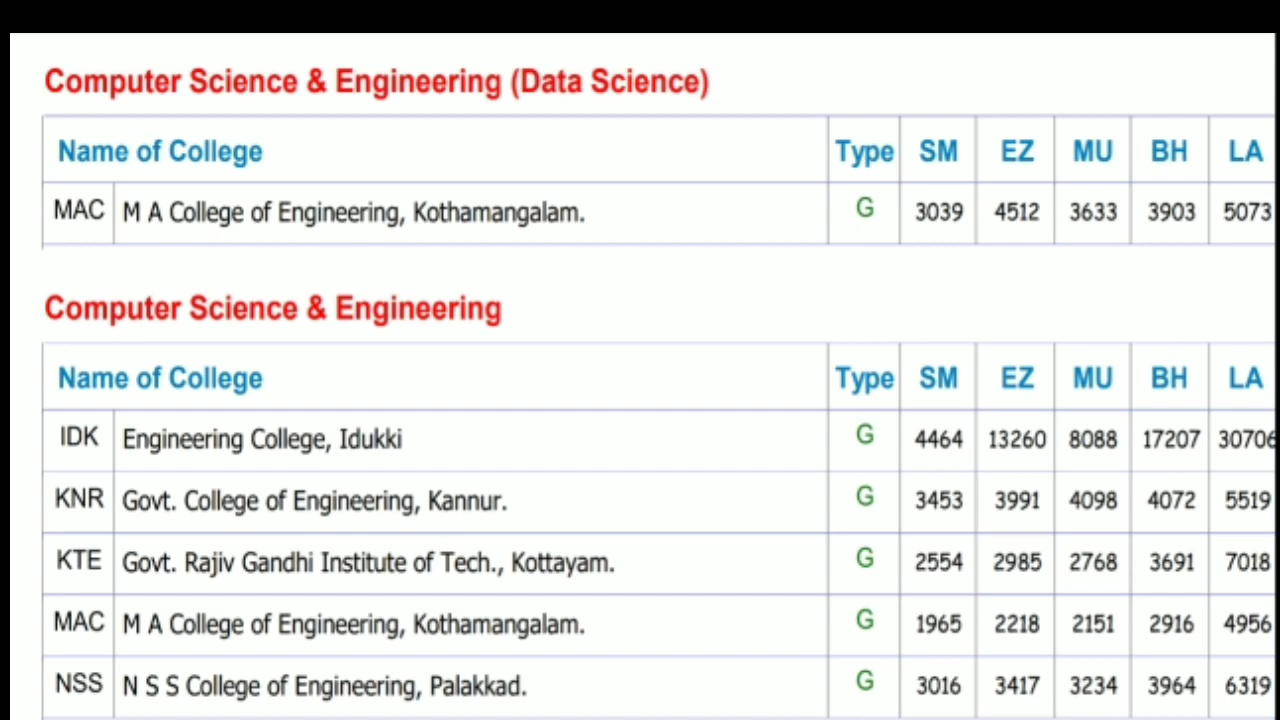 Computer Science & Engineering (Data Science)
Name of College Type SM EZ MU BH LA
MAC M A College of Engineering, Kothamangalam. G 3039 4512 3633 3903 5073
Computer Science & Engineering
Name of College Type SM EZ MU BH LA
IDK Engineering College, Idukki G 4464 13260 8088 17207 30706
KNR Govt. College of Engineering, Kannur. G 3453 3991 4098 4072 5519
KTE Govt. Rajiv Gandhi Institute of Tech., Kottayam. G 2554 2985 2768 3691 7018
MAC M A College of Engineering, Kothamangalam. G 1965 2218 2151 2916 4956
NSS N S S College of Engineering, Palakkad. G 3016 3417 3234 3964 6319